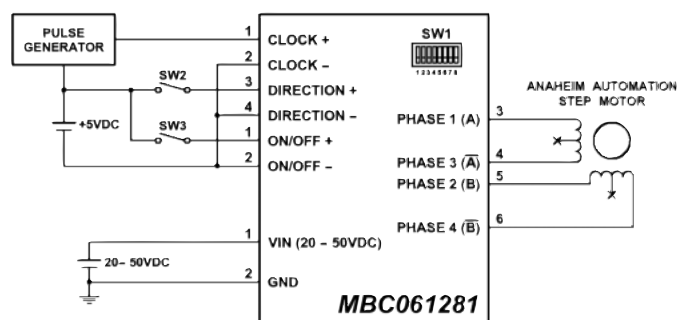 PULSE
GENERATOR
SW2
+5VDC
SW3
20– 50VDC
1
CLOCK +
2
CLOCK –
3
DIRECTION +
4
DIRECTION –
1
ON/OFF +
2
ON/OFF –
1
VIN (20 – 50VDC)
2
GND
SW1
12345678
PHASE 1 (A)
3
PHASE 3 (A̅)
4
PHASE 2 (B)
5
PHASE 4 (B̅)
6
MBC061281
ANAHEIM AUTOMATION
STEP MOTOR